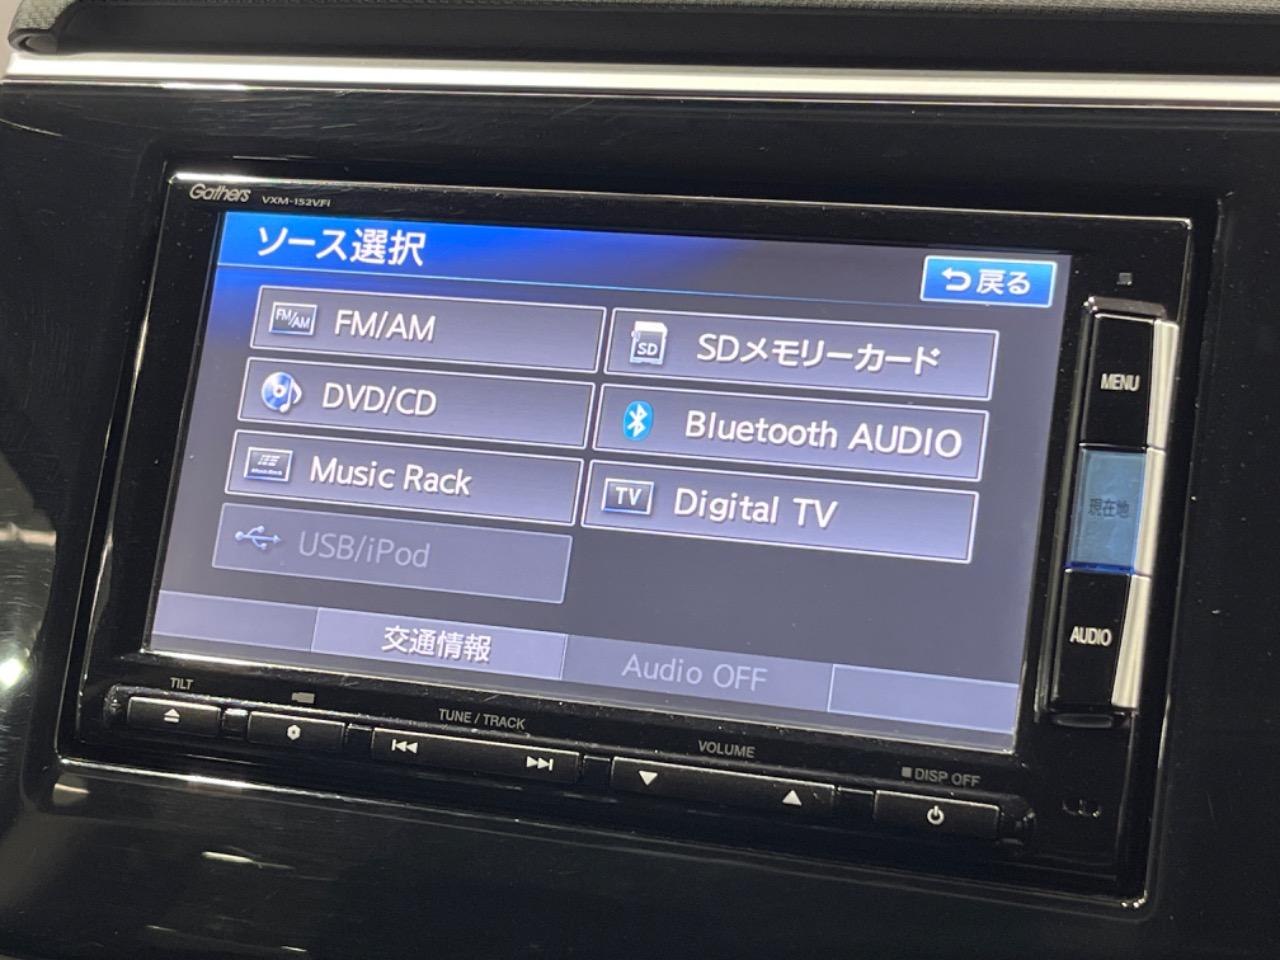 Gathers VXM-152VFi
ソース選択
戻る
FM/AM FM/AM
SD SDメモリーカード
DVD/CD
Bluetooth AUDIO
Music Rack
TV Digital TV
USB/iPod
交通情報
Audio OFF
MENU
現在地
AUDIO
TILT
TUNE / TRACK
VOLUME
DISP OFF